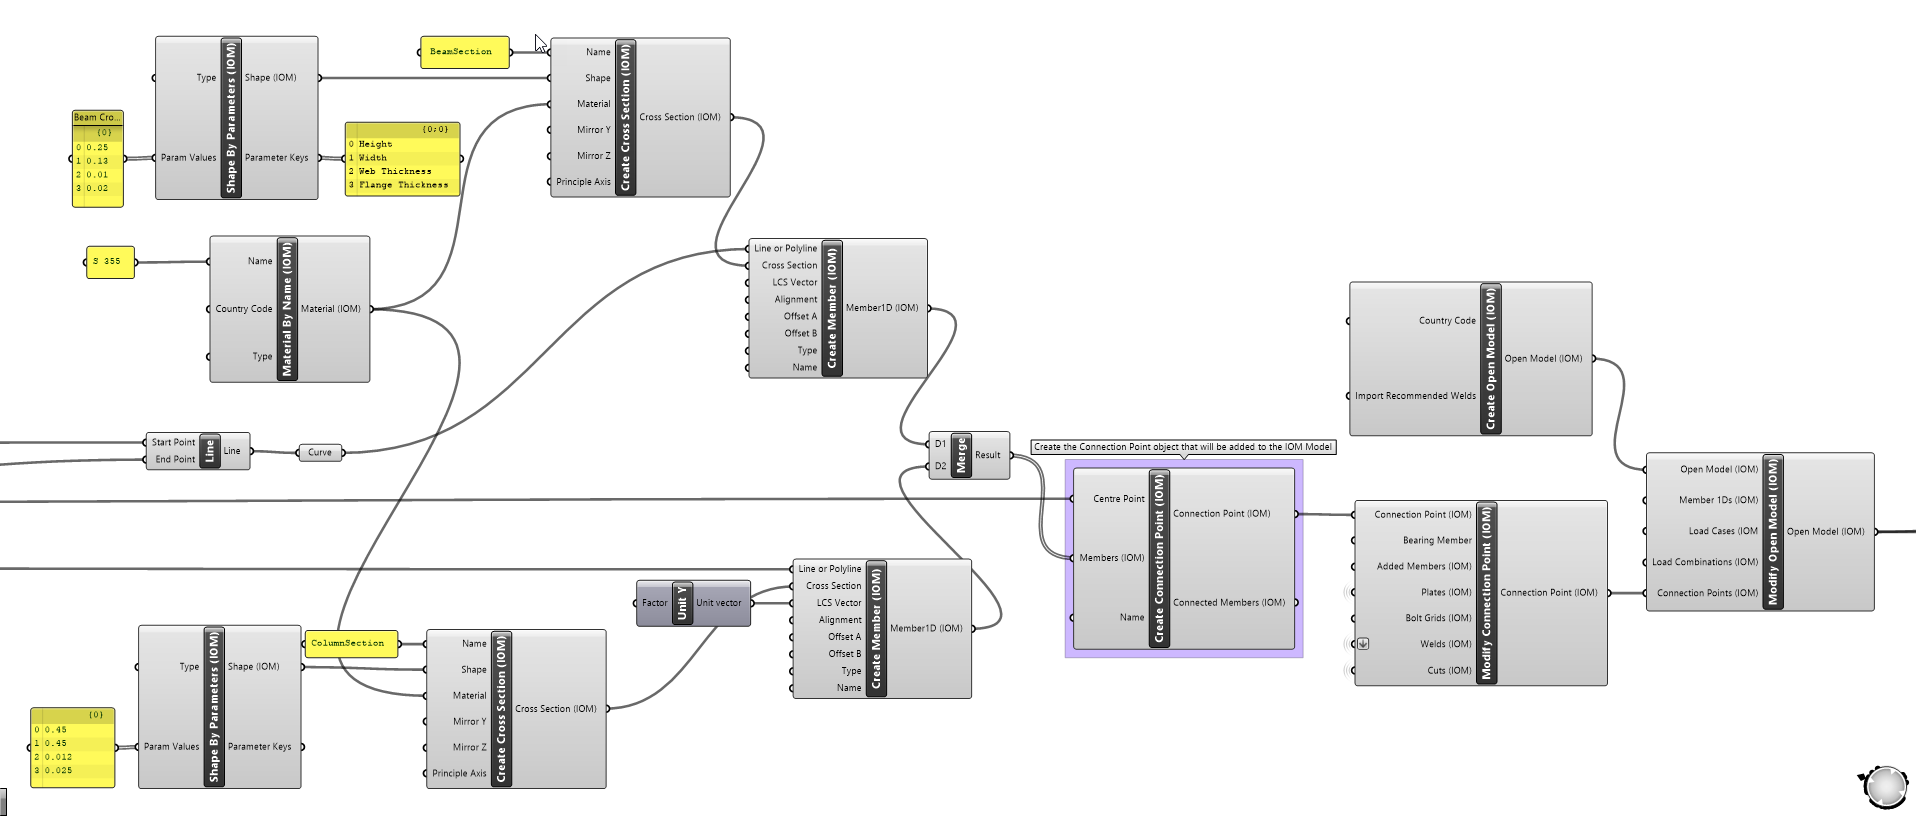 Type
Param Values
Shape By Parameters (IOM)
Shape (IOM)
Parameter Keys
Beam Cro...
{0}
0 0.25
1 0.13
2 0.01
3 0.02
{0;0}
0 Height
1 Width
2 Web Thickness
3 Flange Thickness
BeamSection
Name
Shape
Material
Mirror Y
Mirror Z
Principle Axis
Create Cross Section (IOM)
Cross Section (IOM)
S 355
Name
Country Code
Type
Material By Name (IOM)
Material (IOM)
Start Point
End Point
Line
Line
Curve
Line or Polyline
Cross Section
LCS Vector
Alignment
Offset A
Offset B
Type
Name
Create Member (IOM)
Member1D (IOM)
D1
D2
Merge
Result
Create the Connection Point object that will be added to the IOM Model
Centre Point
Members (IOM)
Name
Create Connection Point (IOM)
Connection Point (IOM)
Connected Members (IOM)
Country Code
Import Recommended Welds
Create Open Model (IOM)
Open Model (IOM)
Connection Point (IOM)
Bearing Member
Added Members (IOM)
Plates (IOM)
Bolt Grids (IOM)
Welds (IOM)
Cuts (IOM)
Modify Connection Point (IOM)
Connection Point (IOM)
Open Model (IOM)
Member 1Ds (IOM)
Load Cases (IOM
Load Combinations (IOM)
Connection Points (IOM)
Modify Open Model (IOM)
Open Model (IOM)
Factor
Unit Y
Unit vector
Line or Polyline
Cross Section
LCS Vector
Alignment
Offset A
Offset B
Type
Name
Create Member (IOM)
Member1D (IOM)
{0}
0 0.45
1 0.45
2 0.012
3 0.025
Type
Param Values
Shape By Parameters (IOM)
Shape (IOM)
Parameter Keys
ColumnSection
Name
Shape
Material
Mirror Y
Mirror Z
Principle Axis
Create Cross Section (IOM)
Cross Section (IOM)